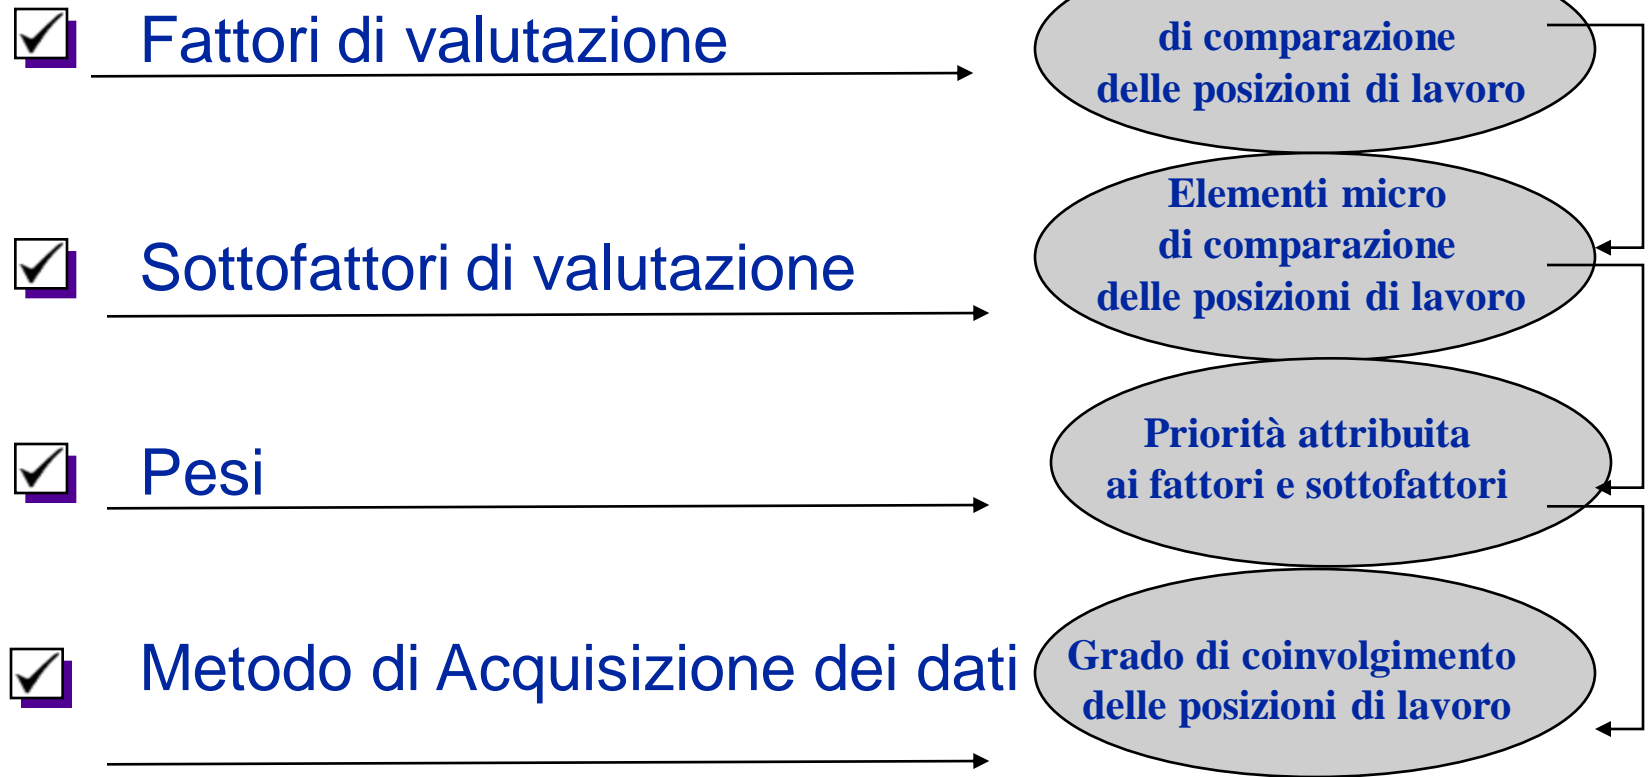 Fattori di valutazione
di comparazione
delle posizioni di lavoro
Sottofattori di valutazione
Elementi micro
di comparazione
delle posizioni di lavoro
Pesi
Priorità attribuita
ai fattori e sottofattori
Metodo di Acquisizione dei dati
Grado di coinvolgimento
delle posizioni di lavoro